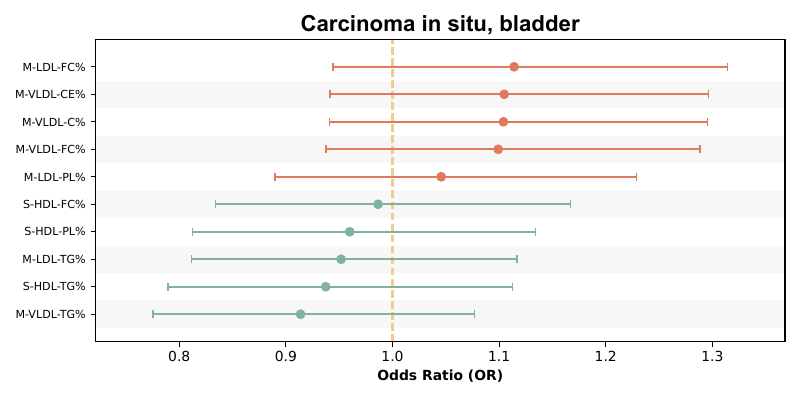 Carcinoma in situ, bladder
M-LDL-FC%
M-VLDL-CE%
M-VLDL-C%
M-VLDL-FC%
M-LDL-PL%
S-HDL-FC%
S-HDL-PL%
M-LDL-TG%
S-HDL-TG%
M-VLDL-TG%
0.8 0.9 1.0 1.1 1.2 1.3
Odds Ratio (OR)